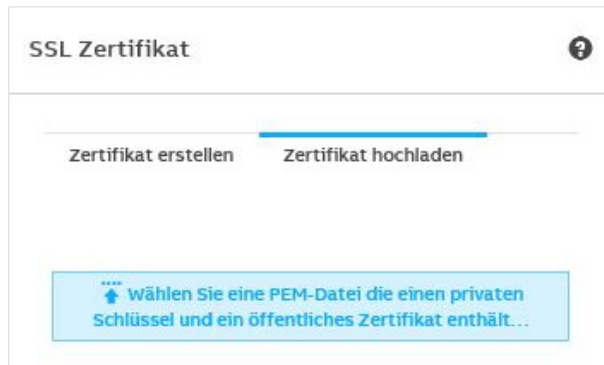 SSL Zertifikat
Zertifikat erstellen
Zertifikat hochladen
Wählen Sie eine PEM-Datei die einen privaten
Schlüssel und ein öffentliches Zertifikat enthält...